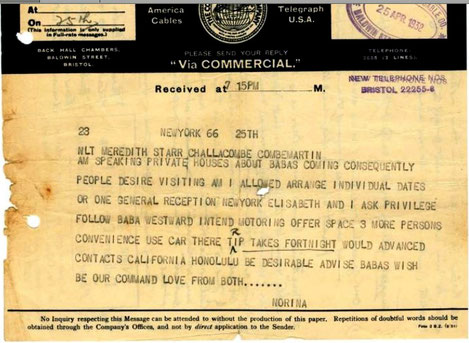 At
On 25th.
(This information is only supplied
in Full-rate messages.)
America
Cables
Telegraph
U.S.A.
25 APR 1932
BACK HALL CHAMBERS,
BALDWIN STREET,
BRISTOL.
PLEASE SEND YOUR REPLY
"Via COMMERCIAL."
TELEPHONE:
LINES.
Received at 7 15PM M.
NEW TELEPHONE NOS
BRISTOL 22255-6
23 NEWYORK 66 25TH
NLT MEREDITH STARR CHALLACOMBE COMBEMARTIN
AM SPEAKING PRIVATE HOUSES ABOUT BABAS COMING CONSEQUENTLY
PEOPLE DESIRE VISITING AM I ALLOWED ARRANGE INDIVIDUAL DATES
OR ONE GENERAL RECEPTION NEWYORK ELISABETH AND I ASK PRIVILEGE
FOLLOW BABA WESTWARD INTEND MOTORING OFFER SPACE 3 MORE PERSONS
R
CONVENIENCE USE CAR THERE TIP TAKES FORTNIGHT WOULD ADVANCED
CONTACTS CALIFORNIA HONOLULU BE DESIRABLE ADVISE BABAS WISH
BE OUR COMMAND LOVE FROM BOTH.......
NORINA
No Inquiry respecting this Message can be attended to without the production of this paper. Repetitions of doubtful words should be
obtained through the Company's Offices, and not by direct application to the Sender.